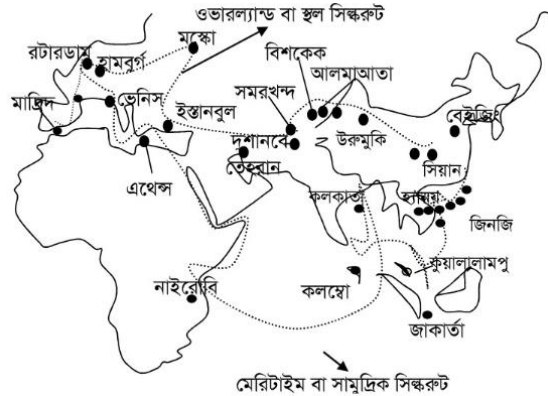 ওভারল্যান্ড বা স্থল সিল্করুট
মস্কো
রটারডাম
হামবুর্গ
বিশকেক
আলমাআতা
মাদ্রিদ
ভেনিস
ইস্তানবুল
সমরখন্দ
বেইজিং
দুশানবে
উরুমুকি
সিয়ান
তেহরান
এথেন্স
কলকাতা
জিনজি
কুয়ালালামপু
নাইরোবি
কলম্বো
জাকার্তা
মেরিটাইম বা সামুদ্রিক সিল্করুট